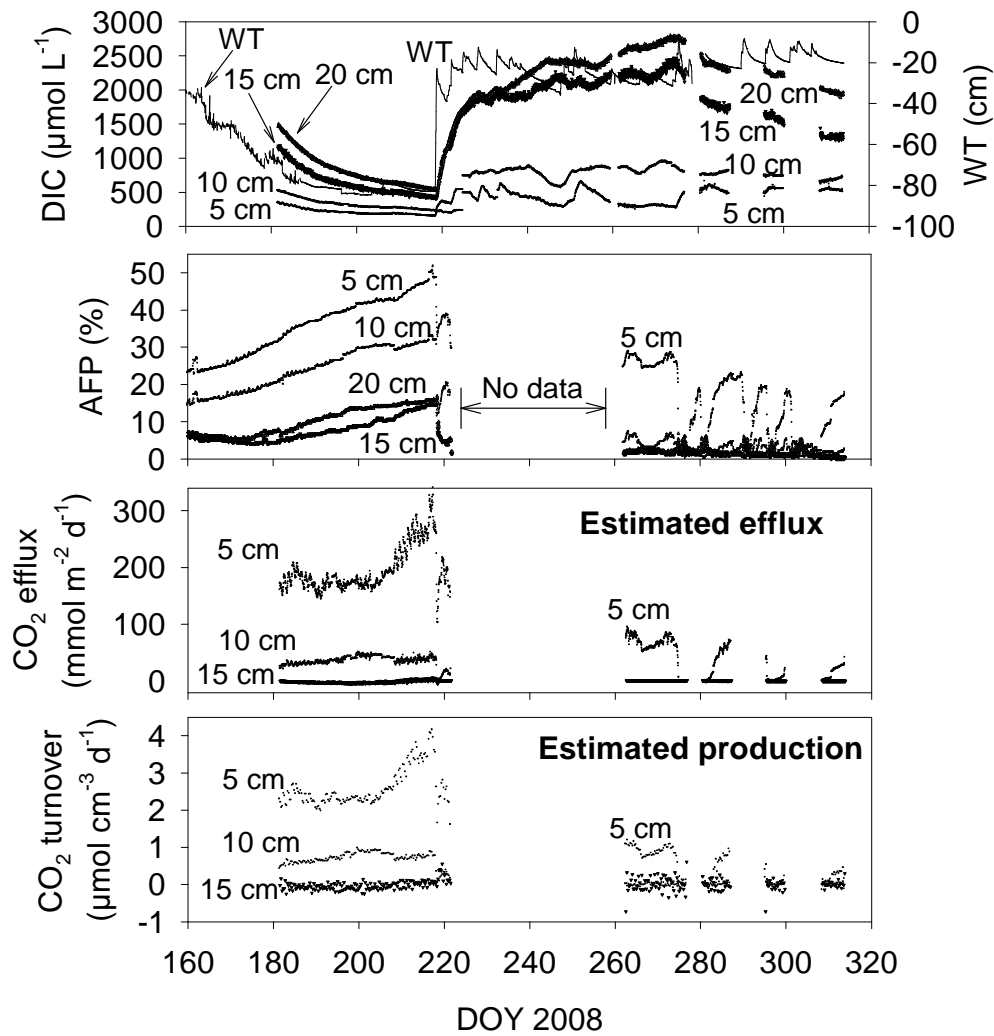 3000
2500
2000
1500
1000
500
0
DIC (µmol L⁻¹)
WT
15 cm
20 cm
10 cm
5 cm
WT
20 cm
15 cm
10 cm
5 cm
0
-20
-40
-60
-80
-100
WT (cm)
50
40
30
20
10
0
AFP (%)
5 cm
10 cm
20 cm
15 cm
No data
5 cm
300
200
100
0
CO₂ efflux
(mmol m⁻² d⁻¹)
Estimated efflux
5 cm
10 cm
15 cm
5 cm
4
3
2
1
0
-1
CO₂ turnover
(µmol cm⁻³ d⁻¹)
Estimated production
5 cm
10 cm
15 cm
5 cm
160 180 200 220 240 260 280 300 320
DOY 2008